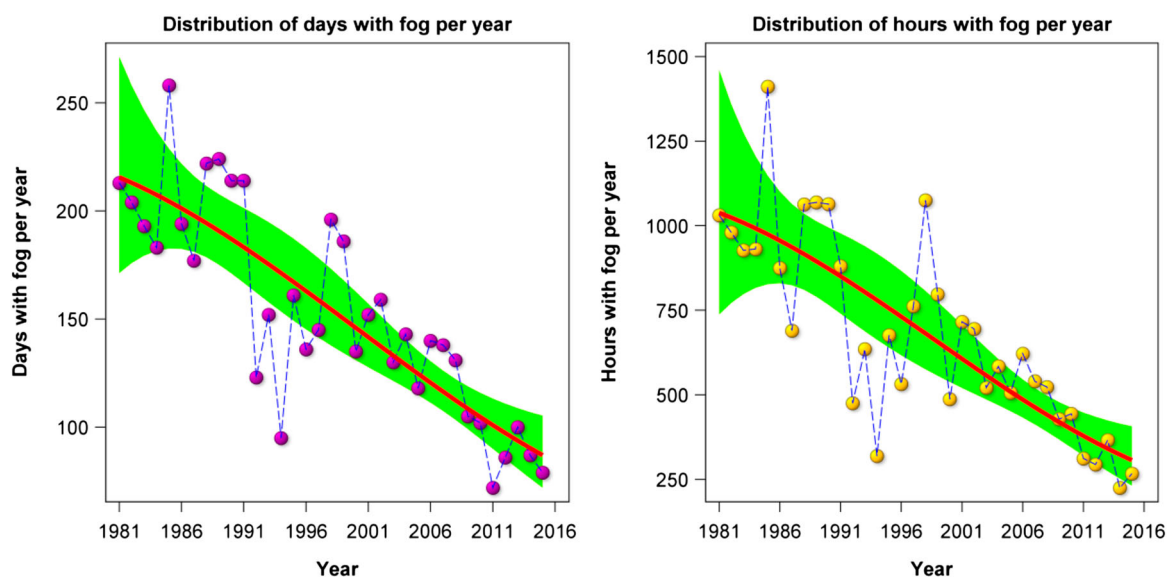 Distribution of days with fog per year
Days with fog per year
250
200
150
100
1981 1986 1991 1996 2001 2006 2011 2016
Year
Distribution of hours with fog per year
Hours with fog per year
1500
1250
1000
750
500
250
1981 1986 1991 1996 2001 2006 2011 2016
Year